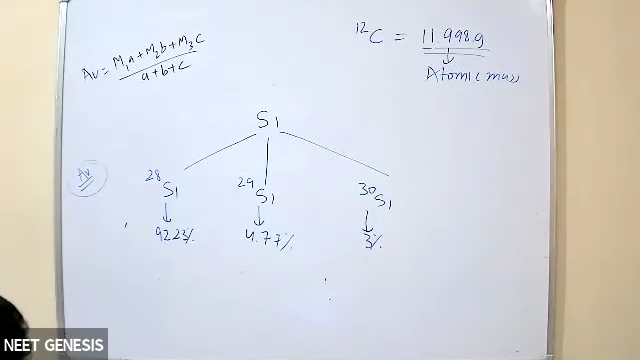 Av = M₁a + M₂b + M₃C / a + b + c
¹²C = 11.998.9
Atomic mass
Si
Av
²⁸Si ²⁹Si ³⁰Si
92.23% 4.77% 3%
NEET GENESIS